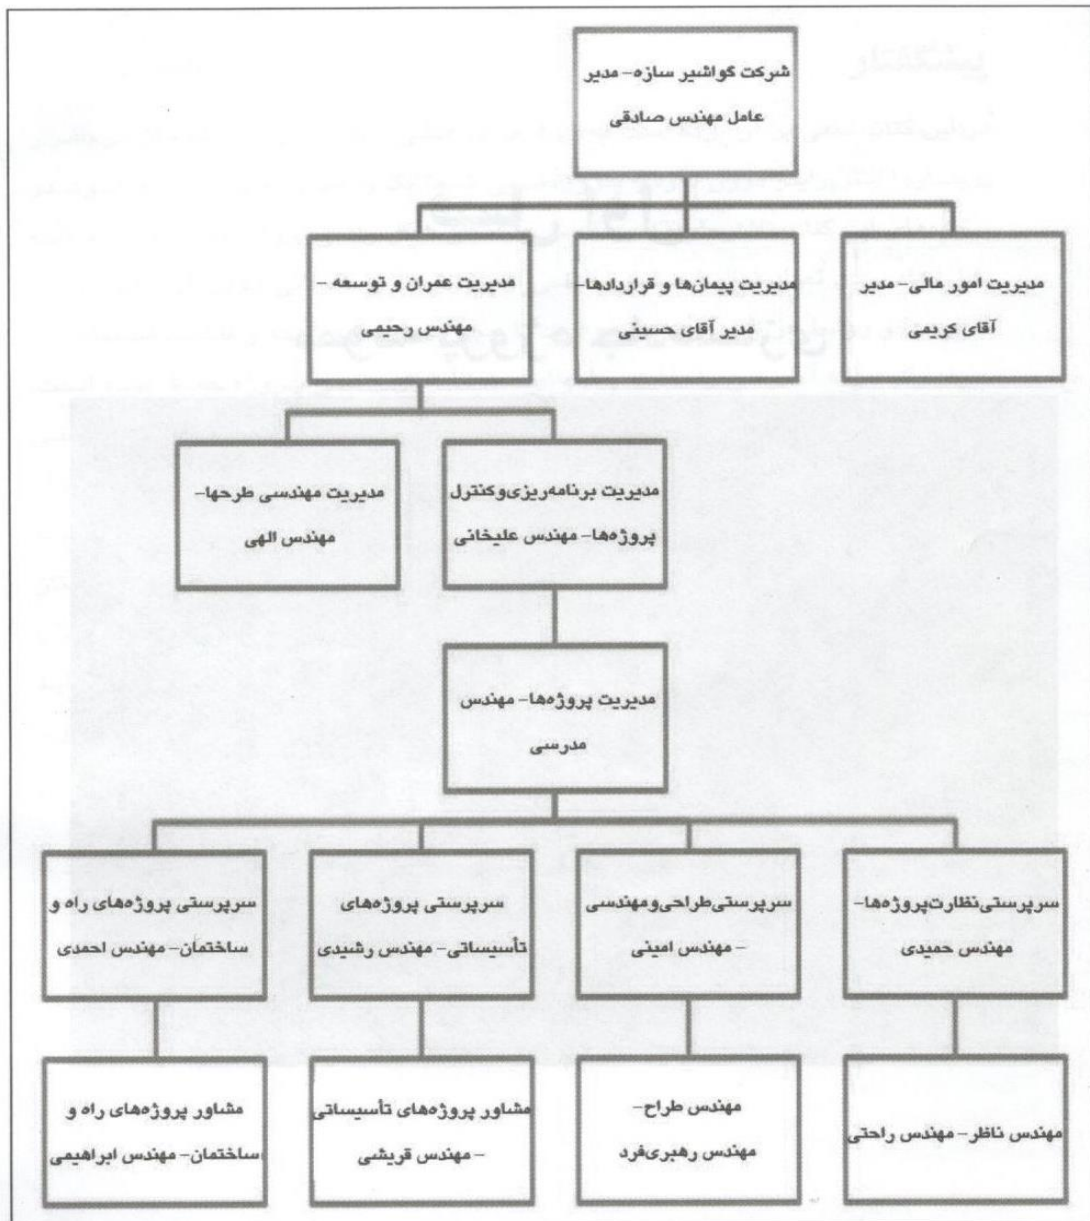 شرکت گواشیر سازه– مدیر
عامل مهندس صادقی
مدیریت امور مالی– مدیر
آقای کریمی
مدیریت پیمان‌ها و قراردادها–
مدیر آقای حسینی
مدیریت عمران و توسعه –
مهندس رحیمی
مدیریت برنامه‌ریزی‌وکنترل
پروژه‌ها– مهندس علیخانی
مدیریت مهندسی طرحها–
مهندس الهی
مدیریت پروژه‌ها– مهندس
مدرسی
سرپرستی نظارت پروژه‌ها–
مهندس حمیدی
سرپرستی طراحی‌ومهندسی
– مهندس امینی
سرپرستی پروژه‌های
تأسیساتی– مهندس رشیدی
سرپرستی پروژه‌های راه و
ساختمان– مهندس احمدی
مهندس ناظر– مهندس راحتی
مهندس طراح–
مهندس رهبری‌فرد
مشاور پروژه‌های تأسیساتی
– مهندس قریشی
مشاور پروژه‌های راه و
ساختمان– مهندس ابراهیمی